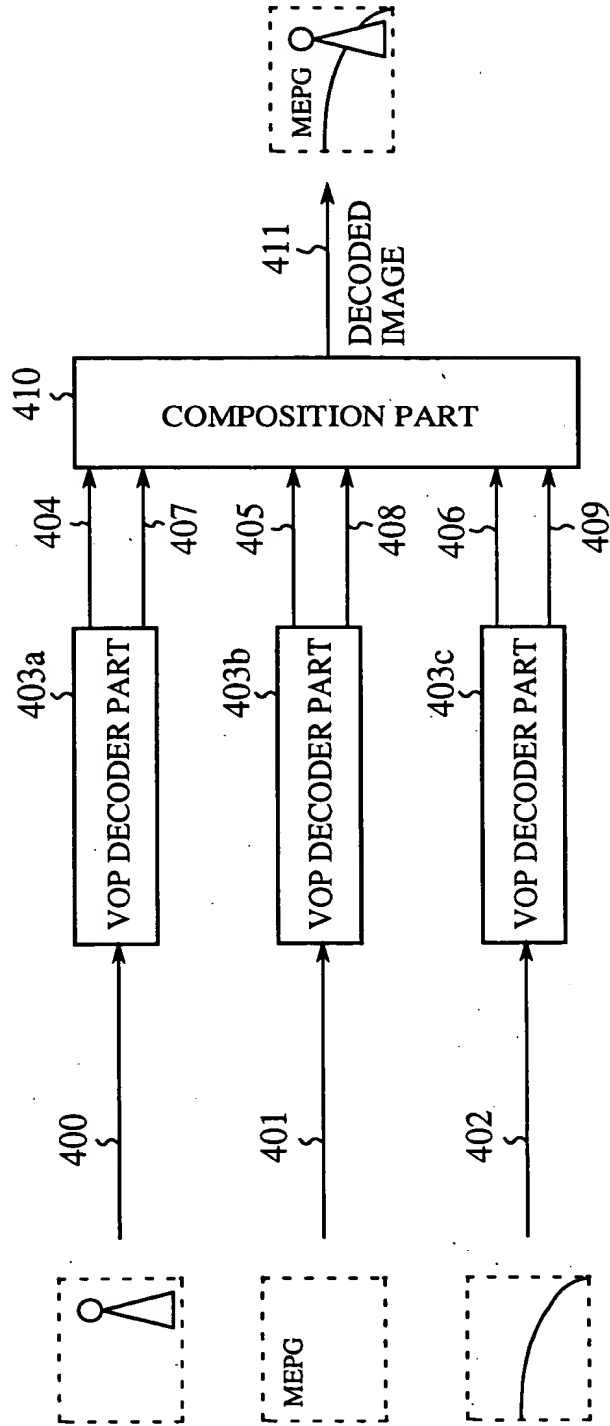 400
403a
VOP DECODER PART
404
407
MEPG
401
403b
VOP DECODER PART
405
408
402
403c
VOP DECODER PART
406
409
410
COMPOSITION PART
411
DECODED
IMAGE
MEPG